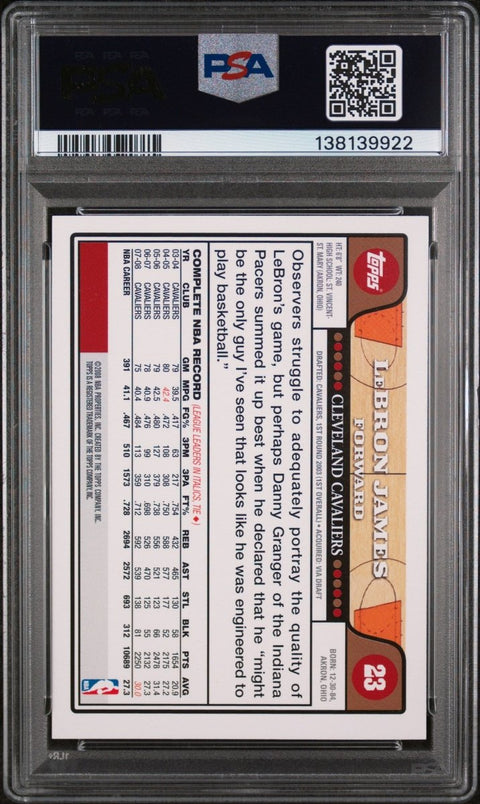 PSA
138139922
topps
LEBRON JAMES
FORWARD
23
HT: 6'8" WT: 240
HIGH SCHOOL: ST. VINCENT-
ST. MARY (AKRON, OHIO)
CLEVELAND CAVALIERS
DRAFTED: CAVALIERS, 1ST ROUND 2003 (1ST OVERALL) • ACQUIRED: VIA DRAFT
BORN: 12-30-84,
AKRON, OHIO
Observers struggle to adequately portray the quality of
LeBron's game, but perhaps Danny Granger of the Indiana
Pacers summed it up best when he declared that he "might
be the only guy I've seen that looks like he was engineered to
play basketball."
COMPLETE NBA RECORD (LEAGUE LEADERS IN ITALICS, TIE ♦)
YR CLUB GM MPG FG% 3PM 3PA FT% REB AST STL BLK PTS AVG
03-04 CAVALIERS 79 39.5 .417 63 217 .754 432 465 130 58 1654 20.9
04-05 CAVALIERS 80 42.4 .472 108 308 .750 588 577 177 52 2175 27.2
05-06 CAVALIERS 79 42.5 .480 127 379 .738 556 521 123 66 2478 31.4
06-07 CAVALIERS 78 40.9 .476 99 310 .698 526 470 125 55 2132 27.3
07-08 CAVALIERS 75 40.4 .484 113 359 .712 592 539 138 81 2250 30.0
NBA CAREER 391 41.1 .467 510 1573 .728 2694 2572 693 312 10689 27.3
©2008 NBA PROPERTIES, INC. CREATED BY THE TOPPS COMPANY, INC.
TOPPS IS A REGISTERED TRADEMARK OF THE TOPPS COMPANY, INC.
NBA